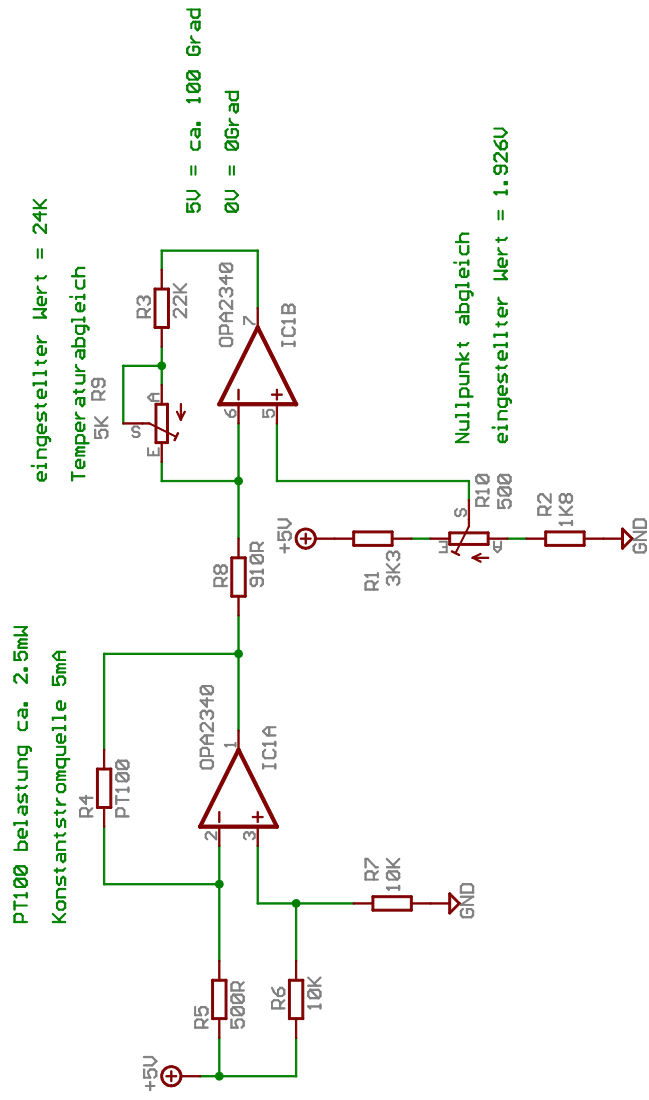 PT100 belastung ca. 2.5mW
Konstantstromquelle 5mA
R4
PT100
+5V
R5
500R
R6
10K
R7
10K
GND
2
3
1
OPA2340
IC1A
R8
910R
eingestellter Wert = 24K
Temperaturabgleich
5K R9
E
S
A
R3
22K
6
5
7
OPA2340
IC1B
5V = ca. 100 Grad
0V = 0Grad
+5V
R1
3K3
E
S
A
R10
500
R2
1K8
GND
Nullpunkt abgleich
eingestellter Wert = 1.926V